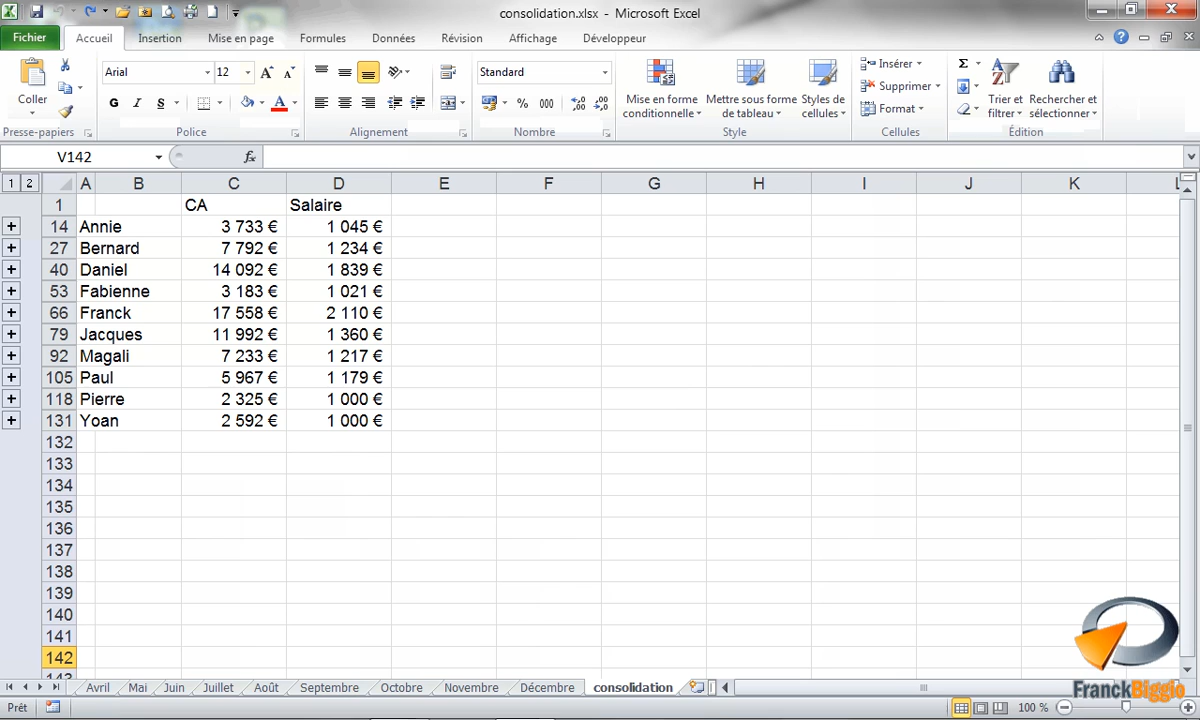 consolidation.xlsx - Microsoft Excel
Fichier Accueil Insertion Mise en page Formules Données Révision Affichage Développeur
Coller
Presse-papiers
Arial 12
G I S A
Police
Alignement
Standard
% 000
Nombre
Mise en forme conditionnelle
Mettre sous forme de tableau
Styles de cellules
Style
Insérer
Supprimer
Format
Cellules
Σ
Trier et filtrer
Rechercher et sélectionner
Édition
V142 fx
1 2 A B C D E F G H I J K L
1 CA Salaire
14 Annie 3 733 € 1 045 €
27 Bernard 7 792 € 1 234 €
40 Daniel 14 092 € 1 839 €
53 Fabienne 3 183 € 1 021 €
66 Franck 17 558 € 2 110 €
79 Jacques 11 992 € 1 360 €
92 Magali 7 233 € 1 217 €
105 Paul 5 967 € 1 179 €
118 Pierre 2 325 € 1 000 €
131 Yoan 2 592 € 1 000 €
132
133
134
135
136
137
138
139
140
141
142
143
Avril Mai Juin Juillet Août Septembre Octobre Novembre Décembre consolidation
FranckBiggio
Prêt 100 %